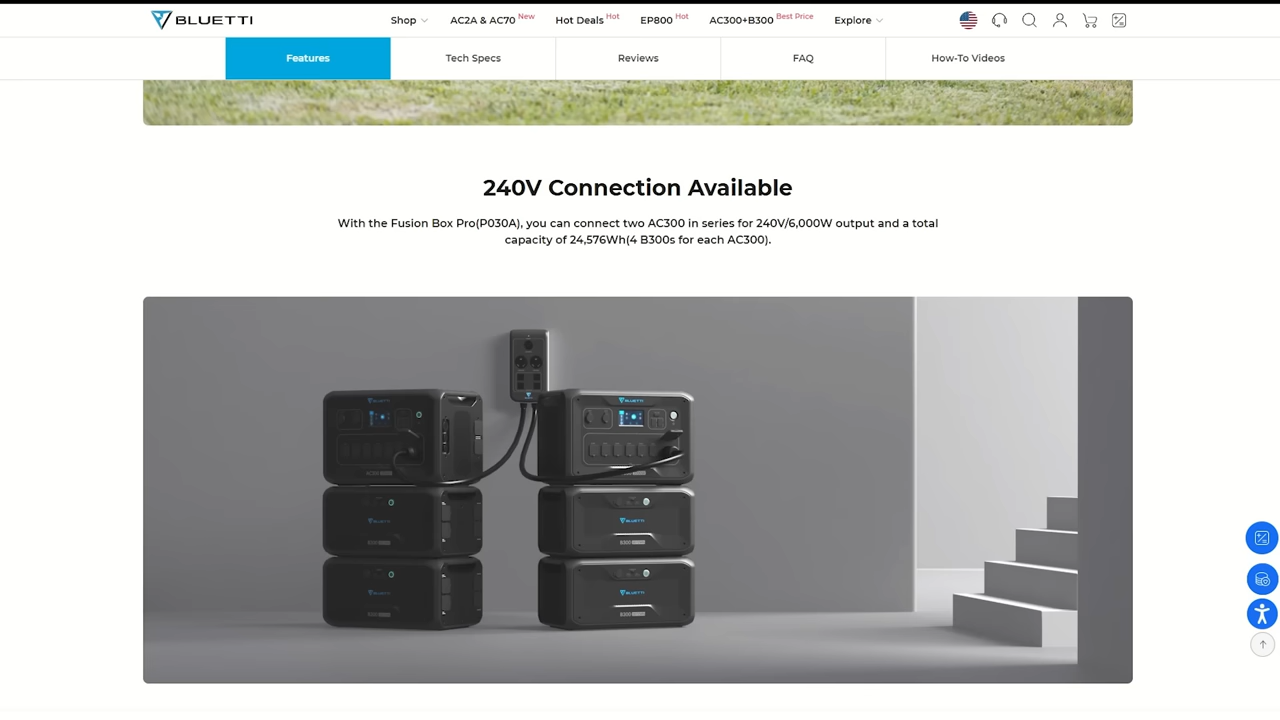 BLUETTI
Shop AC2A & AC70 New Hot Deals Hot EP800 Hot AC300+B300 Best Price Explore
Features Tech Specs Reviews FAQ How-To Videos
240V Connection Available
With the Fusion Box Pro(P030A), you can connect two AC300 in series for 240V/6,000W output and a total
capacity of 24,576Wh(4 B300s for each AC300).
BLUETTI
BLUETTI